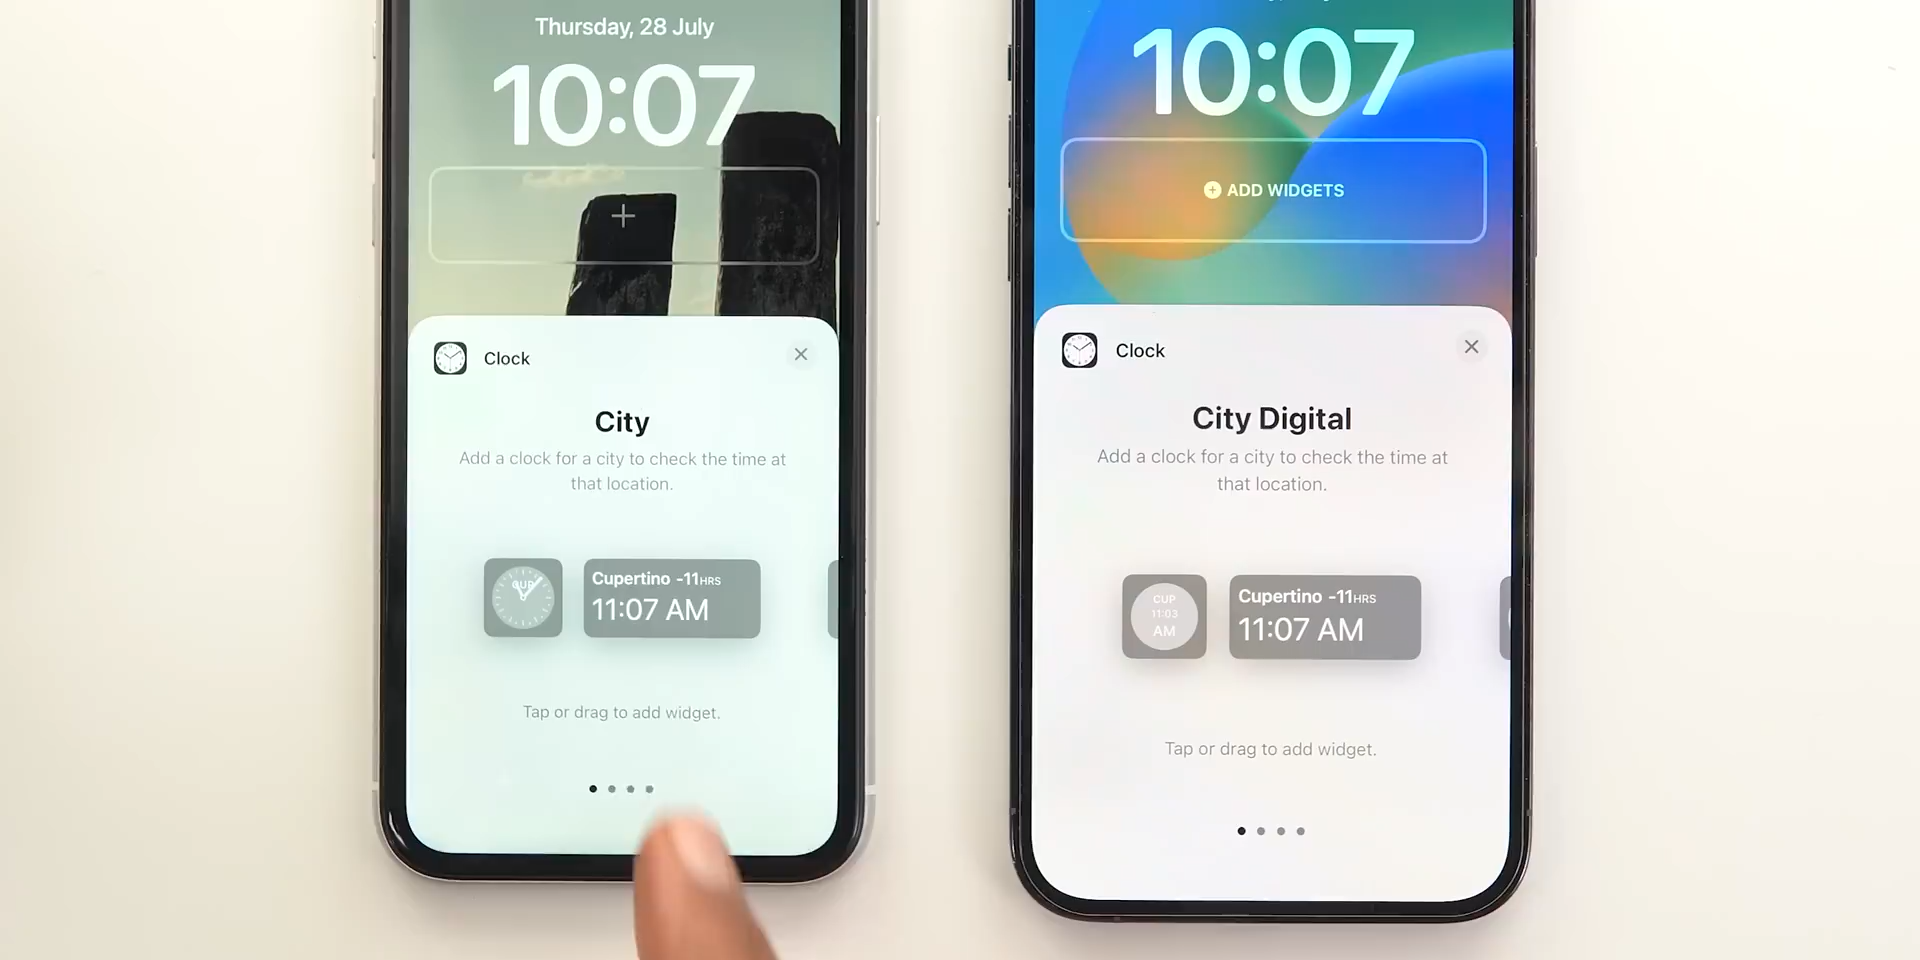 Thursday, 28 July
10:07
Clock
City
Add a clock for a city to check the time at
that location.
CUP
Cupertino -11HRS
11:07 AM
Tap or drag to add widget.
10:07
ADD WIDGETS
Clock
City Digital
Add a clock for a city to check the time at
that location.
CUP
11:03
AM
Cupertino -11HRS
11:07 AM
Tap or drag to add widget.